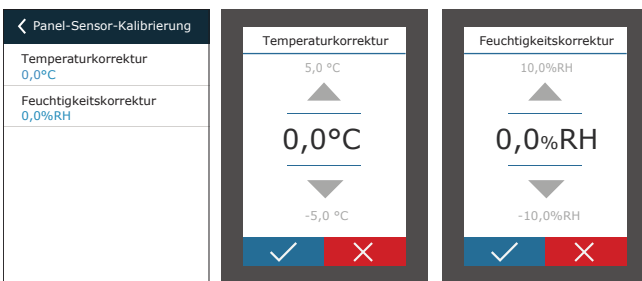 Panel-Sensor-Kalibrierung
Temperaturkorrektur
0,0°C
Feuchtigkeitskorrektur
0,0%RH
Temperaturkorrektur
5,0 °C
0,0°C
-5,0 °C
Feuchtigkeitskorrektur
10,0%RH
0,0%RH
-10,0%RH